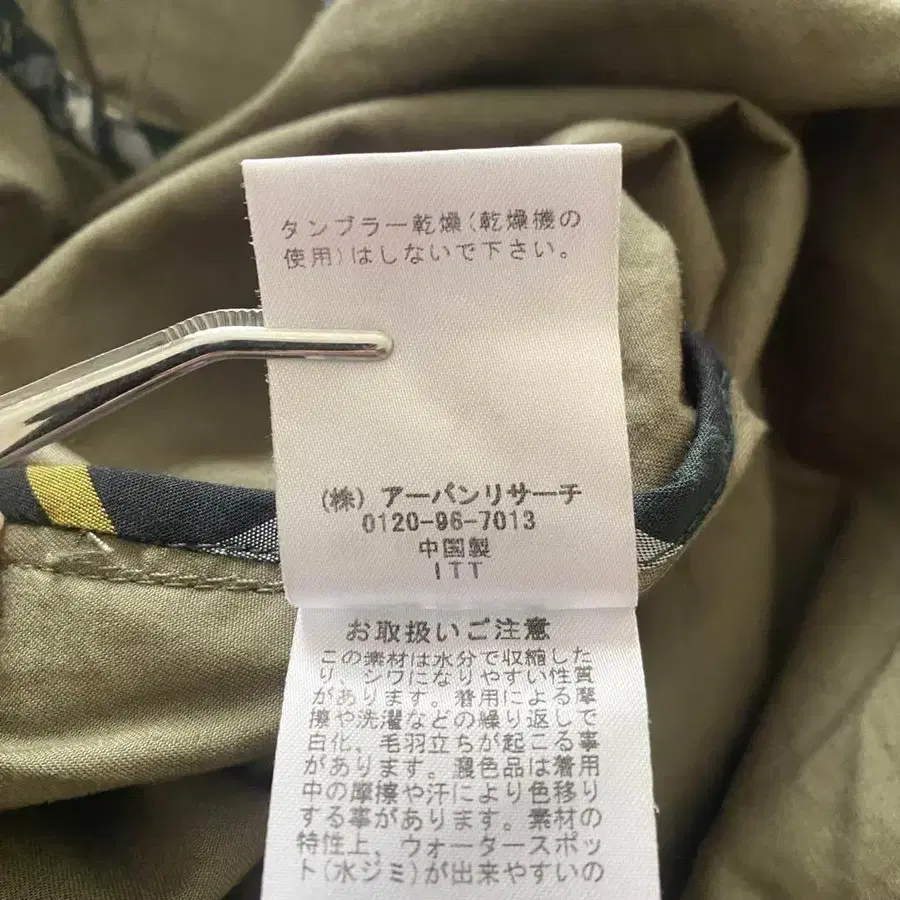 タンブラー乾燥(乾燥機の
使用)はしないで下さい。
(株) アーバンリサーチ
0120-96-7013
中国製
ITT
お取扱いご注意
この素材は水分で収縮した
り、シワになりやすい性質
があります。着用による摩
擦や洗濯などの繰り返しで
白化、毛羽立ちが起こる事
があります。濃色品は着用
中の摩擦や汗により色移り
する事があります。素材の
特性上、ウォータースポッ
ト(水ジミ)が出来やすいの